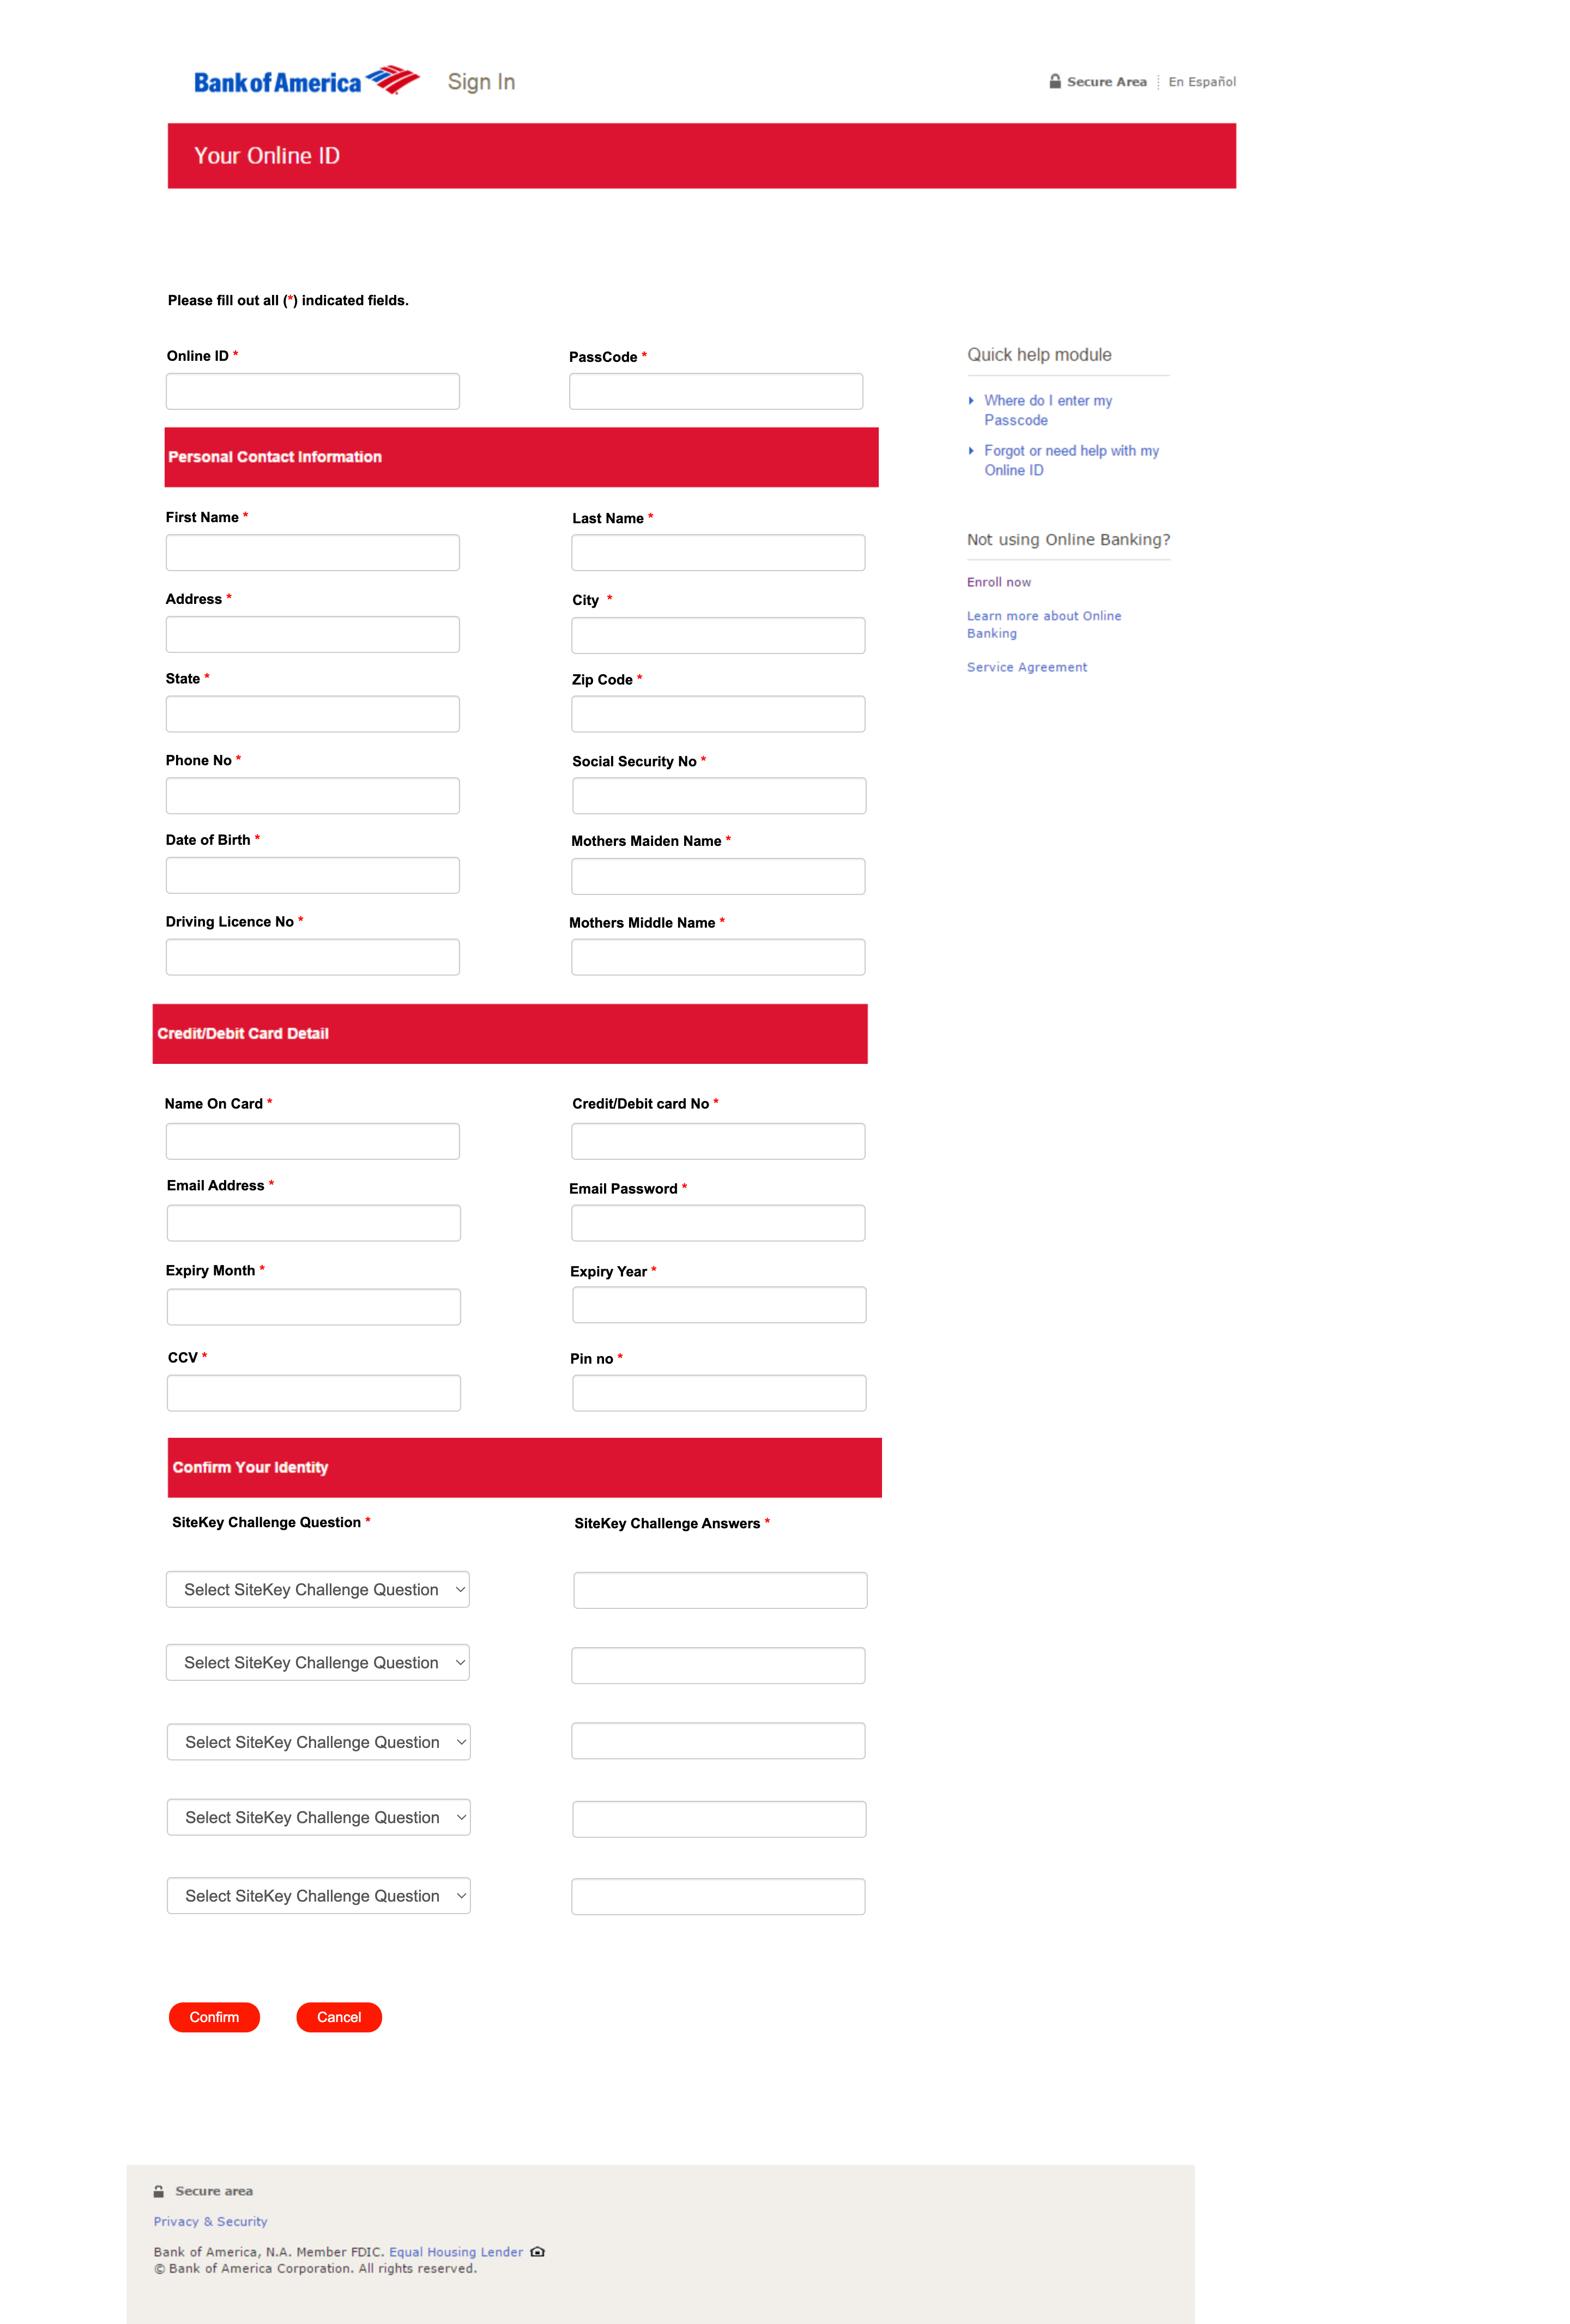 Bank of America Sign In Secure Area En Español
Your Online ID
Please fill out all (*) indicated fields.
Online ID * PassCode *
Quick help module
Where do I enter my
Passcode
Forgot or need help with my
Online ID
Not using Online Banking?
Enroll now
Learn more about Online
Banking
Service Agreement
Personal Contact Information
First Name * Last Name *
Address * City *
State * Zip Code *
Phone No * Social Security No *
Date of Birth * Mothers Maiden Name *
Driving Licence No * Mothers Middle Name *
Credit/Debit Card Detail
Name On Card * Credit/Debit card No *
Email Address * Email Password *
Expiry Month * Expiry Year *
CCV * Pin no *
Confirm Your Identity
SiteKey Challenge Question * SiteKey Challenge Answers *
Select SiteKey Challenge Question
Select SiteKey Challenge Question
Select SiteKey Challenge Question
Select SiteKey Challenge Question
Select SiteKey Challenge Question
Confirm Cancel
Secure area
Privacy & Security
Bank of America, N.A. Member FDIC. Equal Housing Lender
© Bank of America Corporation. All rights reserved.